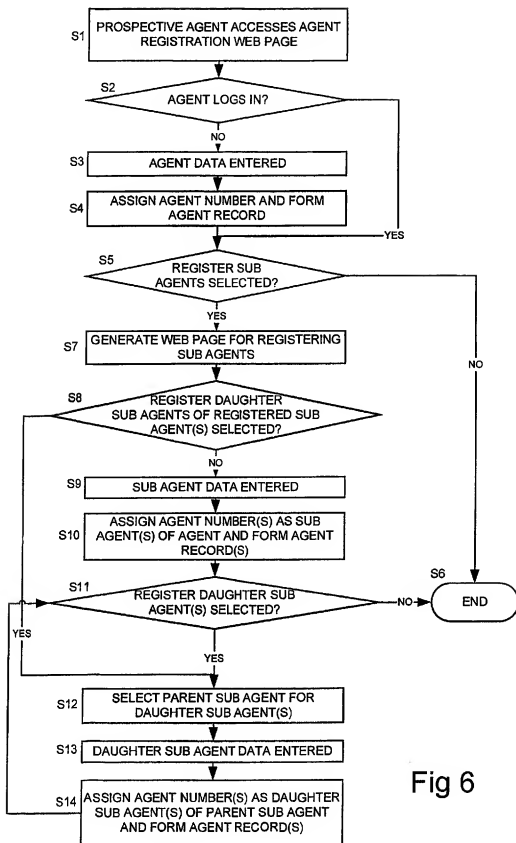 S1
PROSPECTIVE AGENT ACCESSES AGENT
REGISTRATION WEB PAGE
S2
AGENT LOGS IN?
NO
S3
AGENT DATA ENTERED
S4
ASSIGN AGENT NUMBER AND FORM
AGENT RECORD
YES
S5
REGISTER SUB
AGENTS SELECTED?
YES
NO
S7
GENERATE WEB PAGE FOR REGISTERING
SUB AGENTS
S8
REGISTER DAUGHTER
SUB AGENTS OF REGISTERED SUB
AGENT(S) SELECTED?
NO
S9
SUB AGENT DATA ENTERED
S10
ASSIGN AGENT NUMBER(S) AS SUB
AGENT(S) OF AGENT AND FORM AGENT
RECORD(S)
S11
REGISTER DAUGHTER SUB
AGENT(S) SELECTED?
NO
S6
END
YES
YES
S12
SELECT PARENT SUB AGENT FOR
DAUGHTER SUB AGENT(S)
S13
DAUGHTER SUB AGENT DATA ENTERED
S14
ASSIGN AGENT NUMBER(S) AS DAUGHTER
SUB AGENT(S) OF PARENT SUB AGENT
AND FORM AGENT RECORD(S)
Fig 6